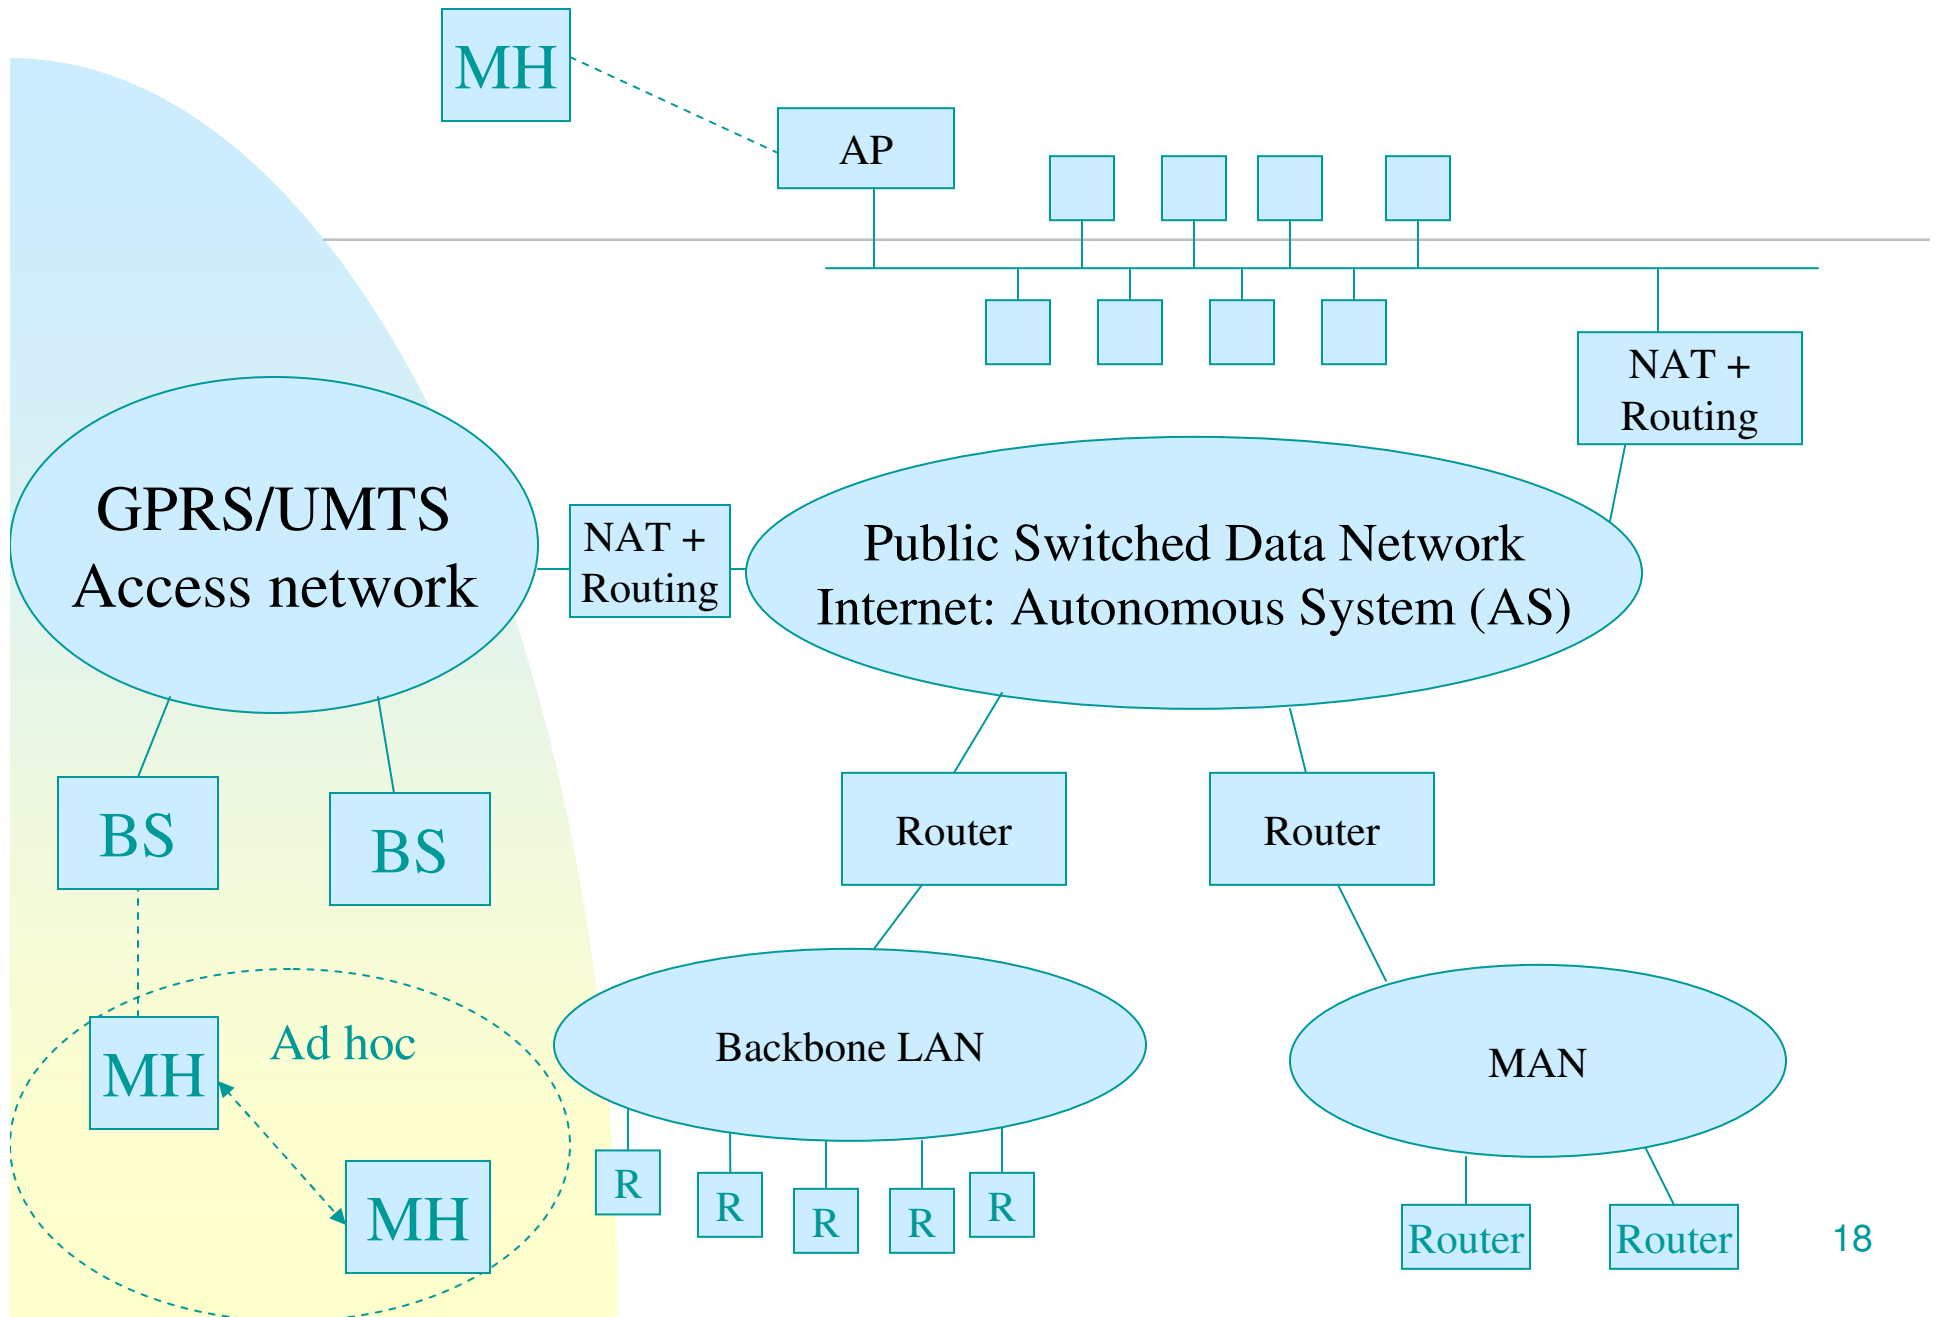 MH
AP
NAT +
Routing
GPRS/UMTS
Access network
NAT +
Routing
Public Switched Data Network
Internet: Autonomous System (AS)
BS
BS
Router
Router
Ad hoc
MH
MH
Backbone LAN
MAN
R
R
R
R
R
Router
Router
18